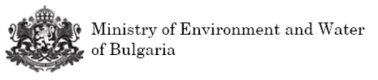 Ministry of Environment and Water
of Bulgaria